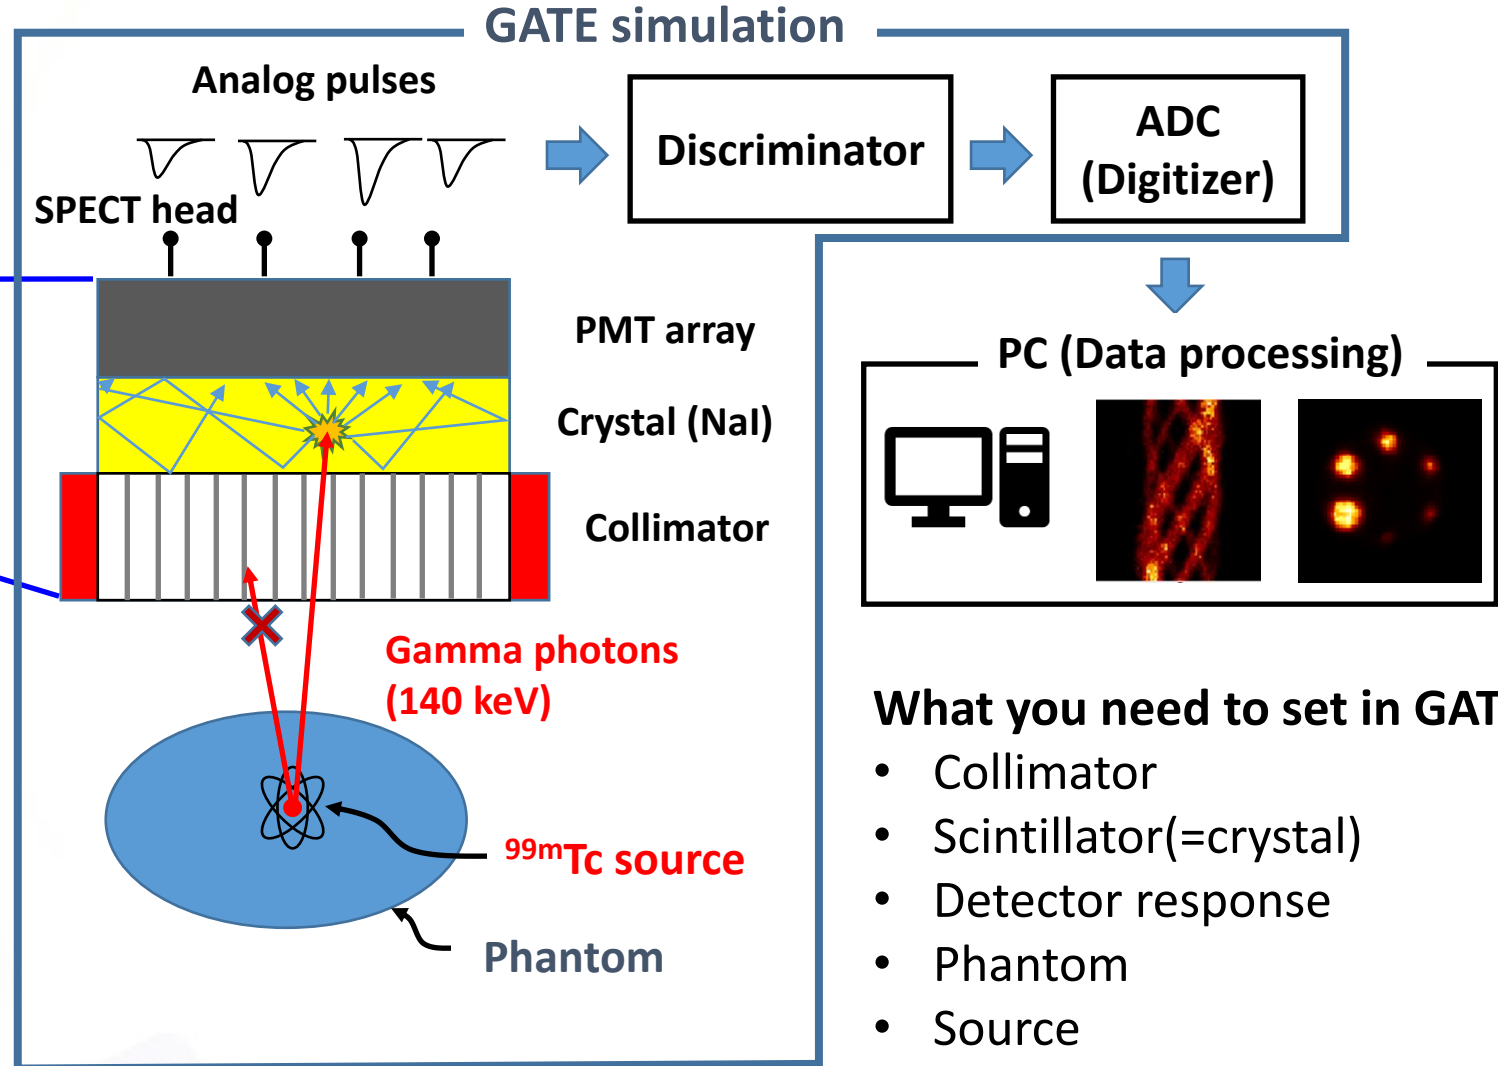 GATE simulation
Analog pulses
Discriminator
ADC
(Digitizer)
SPECT head
PMT array
PC (Data processing)
Crystal (NaI)
Collimator
Gamma photons
(140 keV)
99mTc source
Phantom
What you need to set in GAT
• Collimator
• Scintillator(=crystal)
• Detector response
• Phantom
• Source